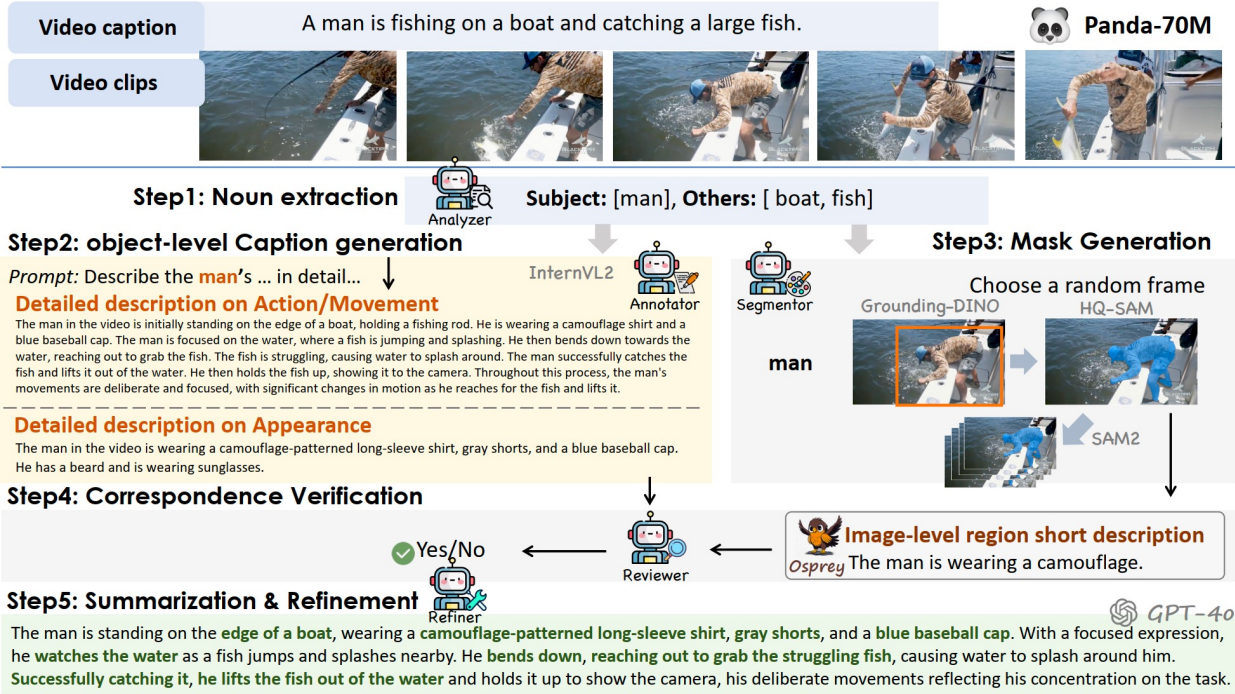 Video caption
A man is fishing on a boat and catching a large fish.
Panda-70M
Video clips
Step1: Noun extraction
Analyzer
Subject: [man], Others: [ boat, fish]
Step2: object-level Caption generation
Prompt: Describe the man's … in detail…
InternVL2
Annotator
Detailed description on Action/Movement
The man in the video is initially standing on the edge of a boat, holding a fishing rod. He is wearing a camouflage shirt and a
blue baseball cap. The man is focused on the water, where a fish is jumping and splashing. He then bends down towards the
water, reaching out to grab the fish. The fish is struggling, causing water to splash around. The man successfully catches the
fish and lifts it out of the water. He then holds the fish up, showing it to the camera. Throughout this process, the man's
movements are deliberate and focused, with significant changes in motion as he reaches for the fish and lifts it.
Detailed description on Appearance
The man in the video is wearing a camouflage-patterned long-sleeve shirt, gray shorts, and a blue baseball cap.
He has a beard and is wearing sunglasses.
Step3: Mask Generation
Segmentor
Choose a random frame
Grounding-DINO
HQ-SAM
man
SAM2
Step4: Correspondence Verification
Yes/No
Reviewer
Osprey
Image-level region short description
The man is wearing a camouflage.
Step5: Summarization & Refinement
Refiner
GPT-4o
The man is standing on the edge of a boat, wearing a camouflage-patterned long-sleeve shirt, gray shorts, and a blue baseball cap. With a focused expression,
he watches the water as a fish jumps and splashes nearby. He bends down, reaching out to grab the struggling fish, causing water to splash around him.
Successfully catching it, he lifts the fish out of the water and holds it up to show the camera, his deliberate movements reflecting his concentration on the task.